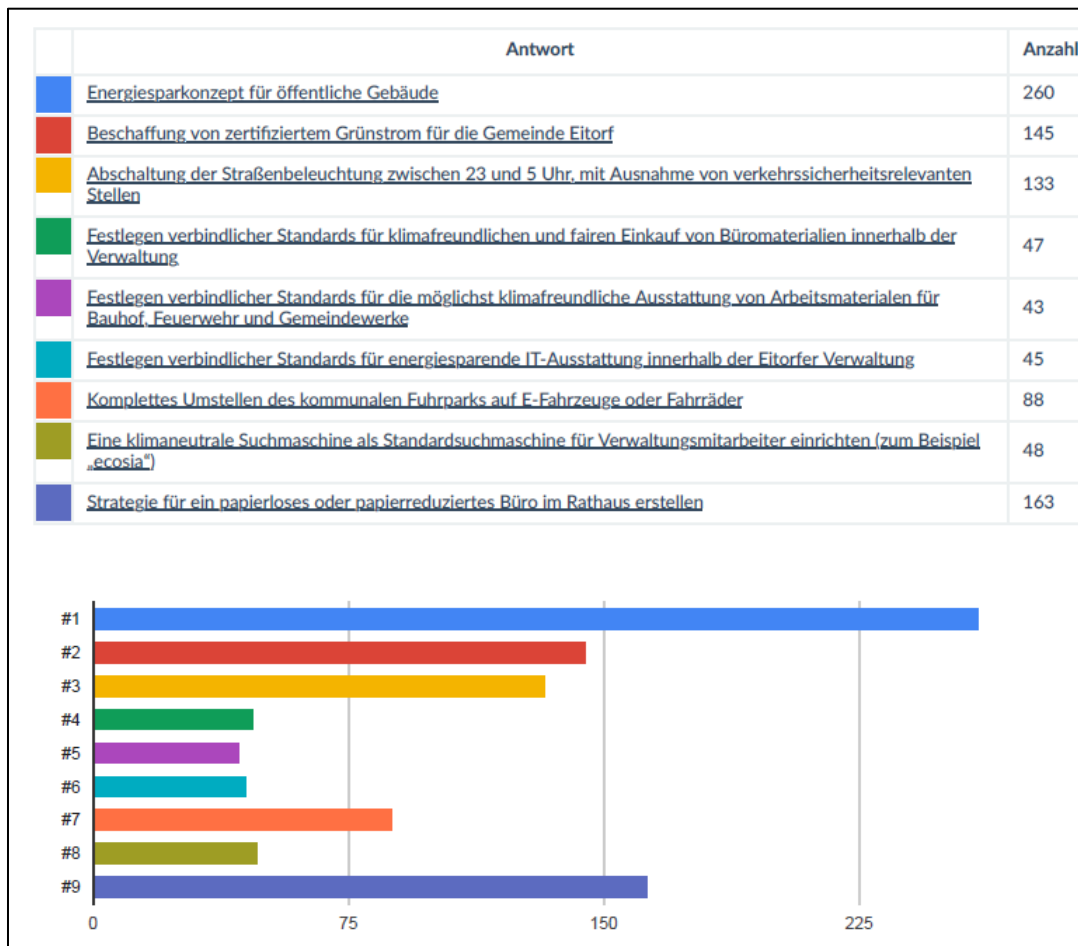 Antwort Anzahl
Energiesparkonzept für öffentliche Gebäude 260
Beschaffung von zertifiziertem Grünstrom für die Gemeinde Eitorf 145
Abschaltung der Straßenbeleuchtung zwischen 23 und 5 Uhr, mit Ausnahme von verkehrssicherheitsrelevanten
Stellen 133
Festlegen verbindlicher Standards für klimafreundlichen und fairen Einkauf von Büromaterialien innerhalb der
Verwaltung 47
Festlegen verbindlicher Standards für die möglichst klimafreundliche Ausstattung von Arbeitsmaterialen für
Bauhof, Feuerwehr und Gemeindewerke 43
Festlegen verbindlicher Standards für energiesparende IT-Ausstattung innerhalb der Eitorfer Verwaltung 45
Komplettes Umstellen des kommunalen Fuhrparks auf E-Fahrzeuge oder Fahrräder 88
Eine klimaneutrale Suchmaschine als Standardsuchmaschine für Verwaltungsmitarbeiter einrichten (zum Beispiel
„ecosia“) 48
Strategie für ein papierloses oder papierreduziertes Büro im Rathaus erstellen 163
#1
#2
#3
#4
#5
#6
#7
#8
#9
0 75 150 225